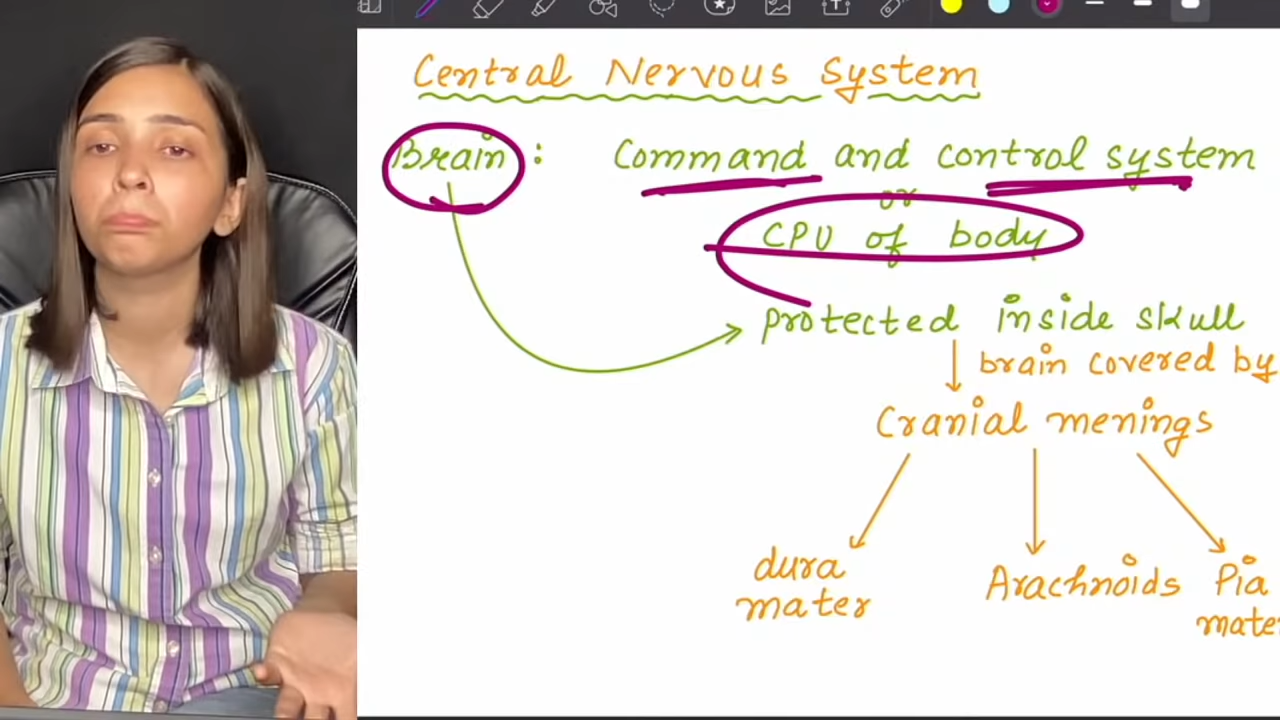 Central Nervous System
Brain : Command and control system
or
CPU of body
protected inside skull
brain covered by
Cranial menings
dura mater
Arachnoids
Pia mate